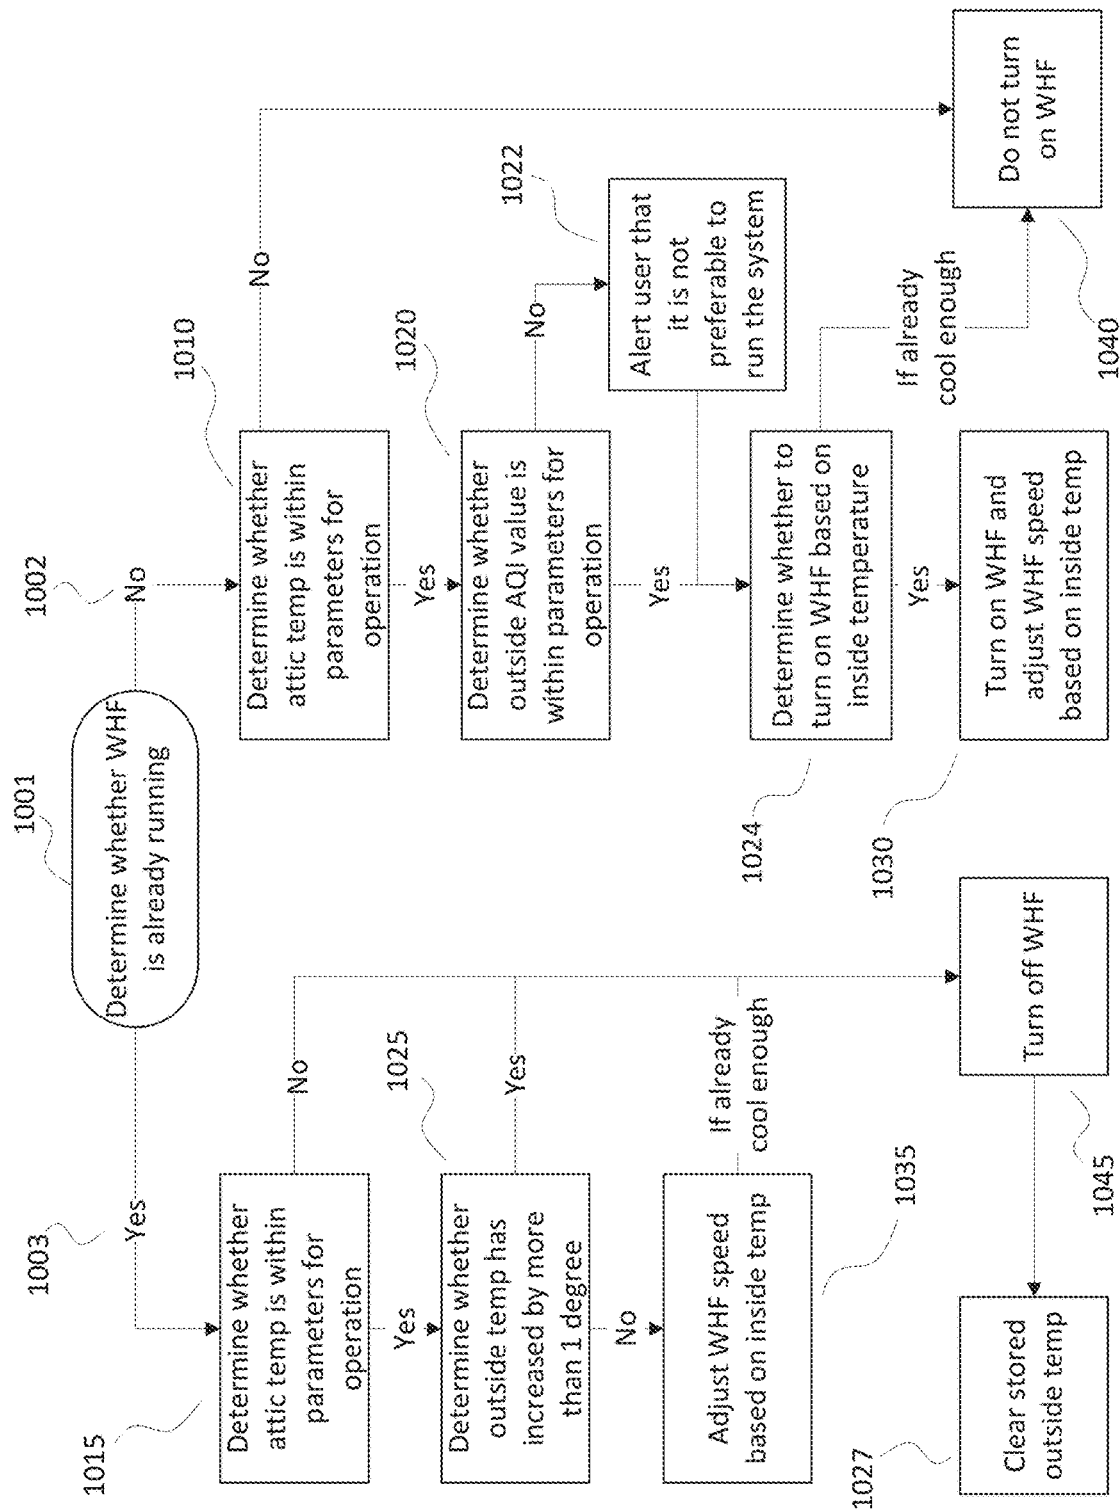 1001
Determine whether WHF
is already running
1003
Yes
1002
No
1015
Determine whether
attic temp is within
parameters for
operation
No
Yes
1025
Determine whether
outside temp has
increased by more
than 1 degree
Yes
No
Adjust WHF speed
based on inside temp
1035
If already
cool enough
1027
Clear stored
outside temp
1045
Turn off WHF
1010
Determine whether
attic temp is within
parameters for
operation
No
Yes
1020
Determine whether
outside AQI value is
within parameters for
operation
No
1022
Alert user that
it is not
preferable to
run the system
Yes
1024
Determine whether to
turn on WHF based on
inside temperature
If already
cool enough
Yes
1030
Turn on WHF and
adjust WHF speed
based on inside temp
1040
Do not turn
on WHF